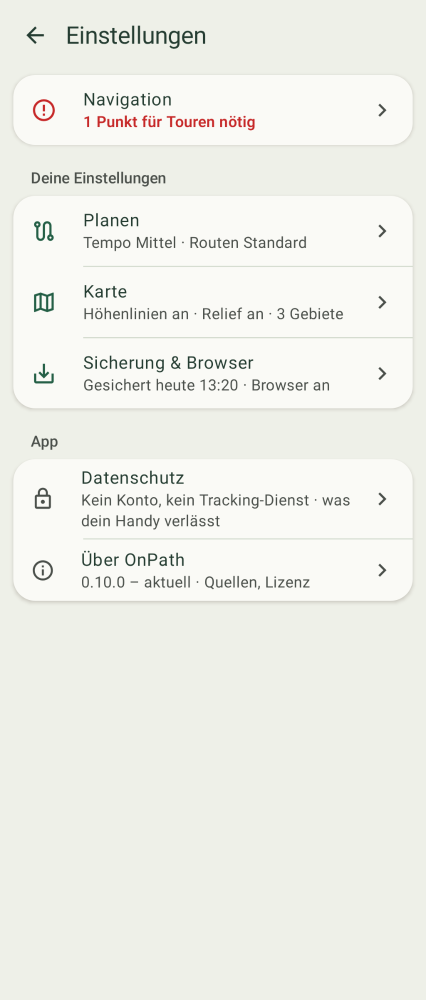 Einstellungen
Navigation
1 Punkt für Touren nötig
Deine Einstellungen
Planen
Tempo Mittel · Routen Standard
Karte
Höhenlinien an · Relief an · 3 Gebiete
Sicherung & Browser
Gesichert heute 13:20 · Browser an
App
Datenschutz
Kein Konto, kein Tracking-Dienst · was
dein Handy verlässt
Über OnPath
0.10.0 – aktuell · Quellen, Lizenz